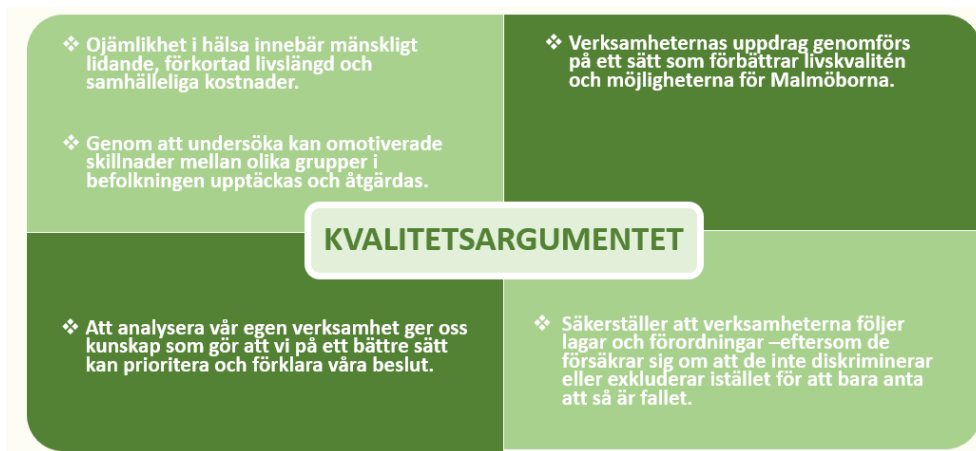 ❖ Ojämlikhet i hälsa innebär mänskligt
lidande, förkortad livslängd och
samhälleliga kostnader.
❖ Genom att undersöka kan omotiverade
skillnader mellan olika grupper i
befolkningen upptäckas och åtgärdas.
❖ Verksamheternas uppdrag genomförs
på ett sätt som förbättrar livskvalitén
och möjligheterna för Malmöborna.
KVALITETSARGUMENTET
❖ Att analysera vår egen verksamhet ger oss
kunskap som gör att vi på ett bättre sätt
kan prioritera och förklara våra beslut.
❖ Säkerställer att verksamheterna följer
lagar och förordningar –eftersom de
försäkrar sig om att de inte diskriminerar
eller exkluderar istället för att bara anta
att så är fallet.